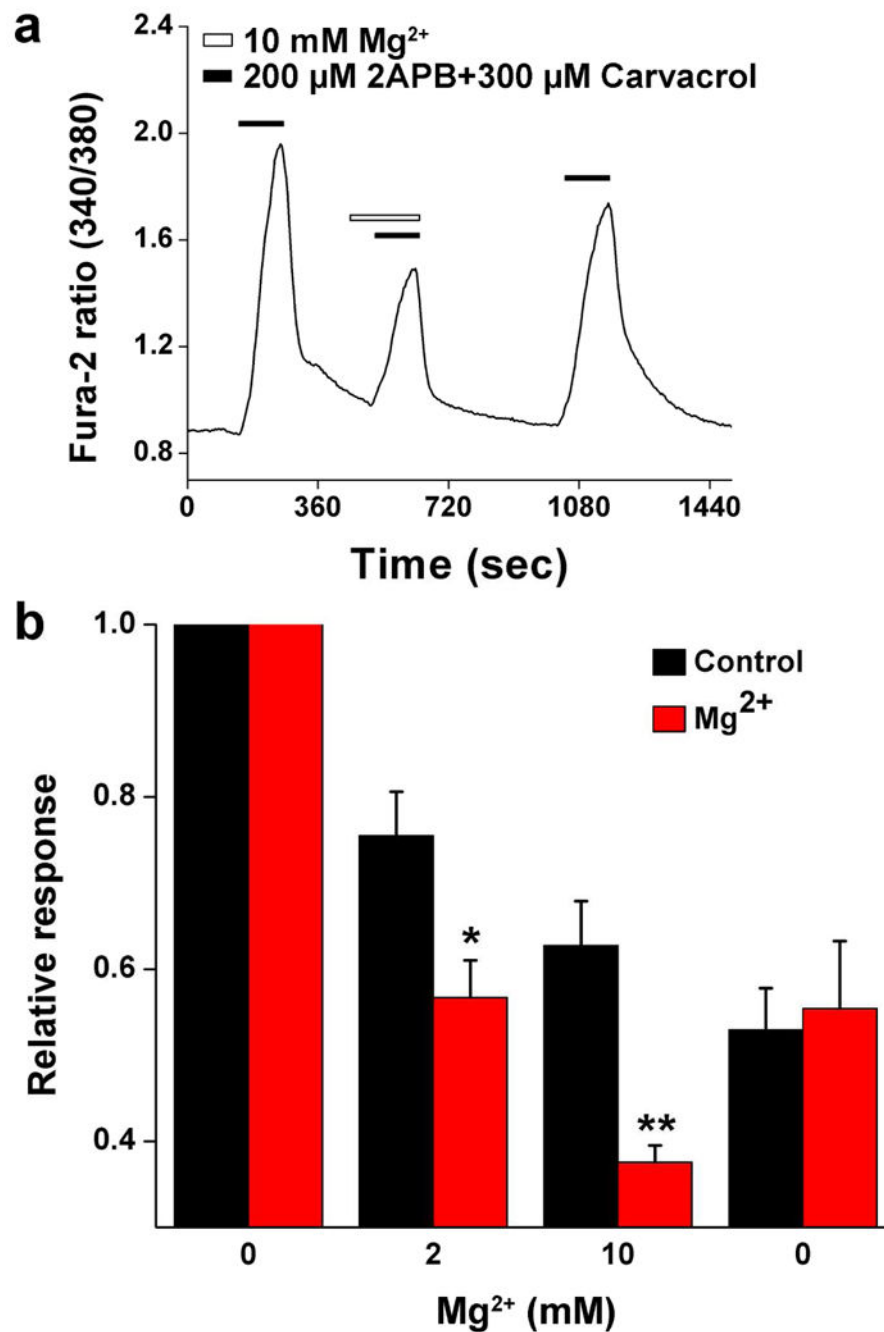 a
2.4
10 mM Mg²⁺
200 µM 2APB+300 µM Carvacrol
2.0
1.6
1.2
0.8
Fura-2 ratio (340/380)
0 360 720 1080 1440
Time (sec)
b
1.0
Control
Mg²⁺
0.8
*
0.6
**
0.4
Relative response
0 2 10 0
Mg²⁺ (mM)